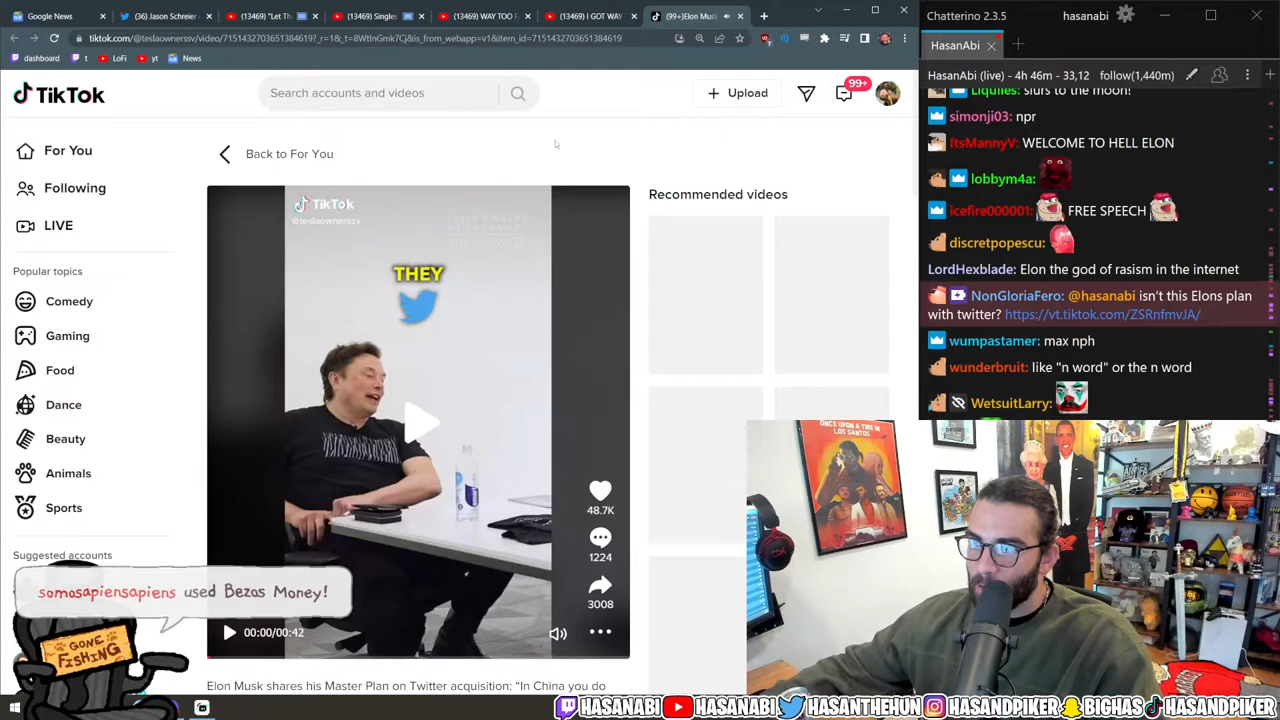 (36) Jason Schreier
(13469) "Let Th
(13469) Singles
(13469) WAY TOO F
(13469) I GOT WAY
(99+)Elon Musl
tiktok.com/@teslaownerssv/video/7151432703651384619?_r=1&_t=8WtInGmk7Cj&is_from_webapp=v1&item_id=7151432703651384619
dashboard
t
LoFi
yt
News
TikTok
Search accounts and videos
Upload
99+
For You
Following
LIVE
Popular topics
Comedy
Gaming
Food
Dance
Beauty
Animals
Sports
Suggested accounts
Back to For You
TikTok
@teslaownerssv
THEY
48.7K
1224
3008
00:00/00:42
Elon Musk shares his Master Plan on Twitter acquisition: "In China you do
Recommended videos
somosapiensapiens used Bezos Money!
GONE
FISHING
Chatterino 2.3.5
hasanabi
HasanAbi
HasanAbi (live) - 4h 46m - 33,12
follow(1,440m)
Liquiles: slurs to the moon!
simonji03: npr
ItsMannyV: WELCOME TO HELL ELON
lobbym4a:
icefire000001: FREE SPEECH
discretpopescu:
LordHexblade: Elon the god of rasism in the internet
NonGloriaFero: @hasanabi isn't this Elons plan
with twitter? https://vt.tiktok.com/ZSRnfmvJA/
wumpastamer: max nph
wunderbruit: like "n word" or the n word
WetsuitLarry:
ONCE UPON A TIME IN
LOS SANTOS
HASANABI
HASANABI
HASANTHEHUN
HASANDPIKER
BIGHAS
HASANDPIKER